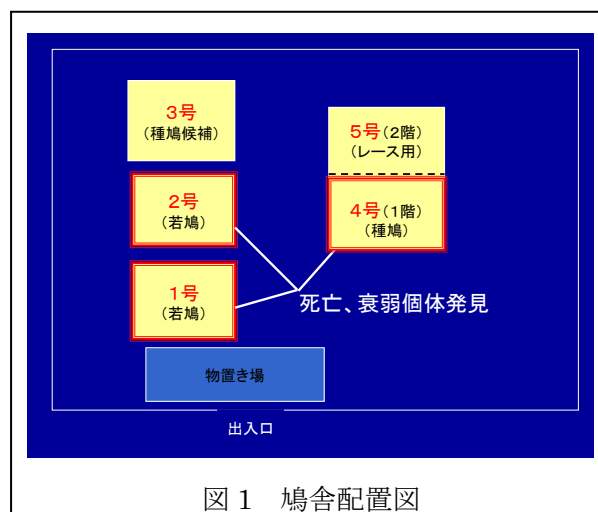 3号
(種鳩候補)
5号(2階)
(レース用)
2号
(若鳩)
4号(1階)
(種鳩)
1号
(若鳩)
死亡、衰弱個体発見
物置き場
出入口
図1 鳩舎配置図